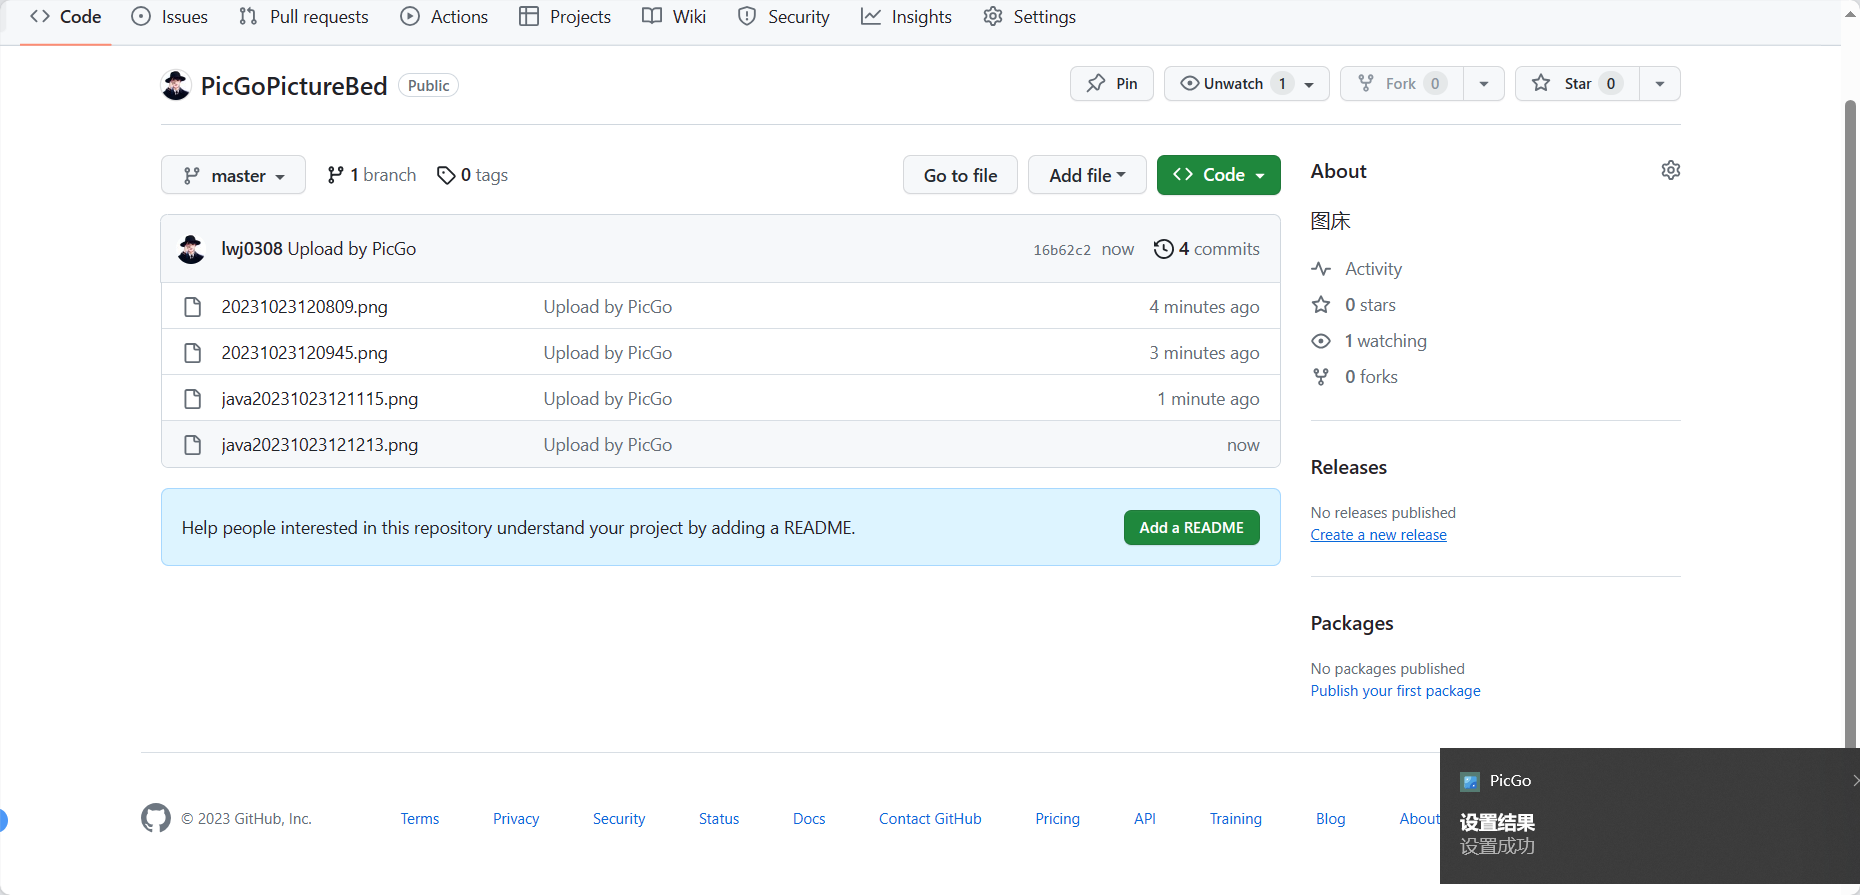 Code Issues Pull requests Actions Projects Wiki Security Insights Settings
PicGoPictureBed Public
Pin Unwatch 1 Fork 0 Star 0
master 1 branch 0 tags Go to file Add file Code
lwj0308 Upload by PicGo 16b62c2 now 4 commits
20231023120809.png Upload by PicGo 4 minutes ago
20231023120945.png Upload by PicGo 3 minutes ago
java20231023121115.png Upload by PicGo 1 minute ago
java20231023121213.png Upload by PicGo now
Help people interested in this repository understand your project by adding a README. Add a README
About
图床
Activity
0 stars
1 watching
0 forks
Releases
No releases published
Create a new release
Packages
No packages published
Publish your first package
© 2023 GitHub, Inc. Terms Privacy Security Status Docs Contact GitHub Pricing API Training Blog About
PicGo
设置结果
设置成功